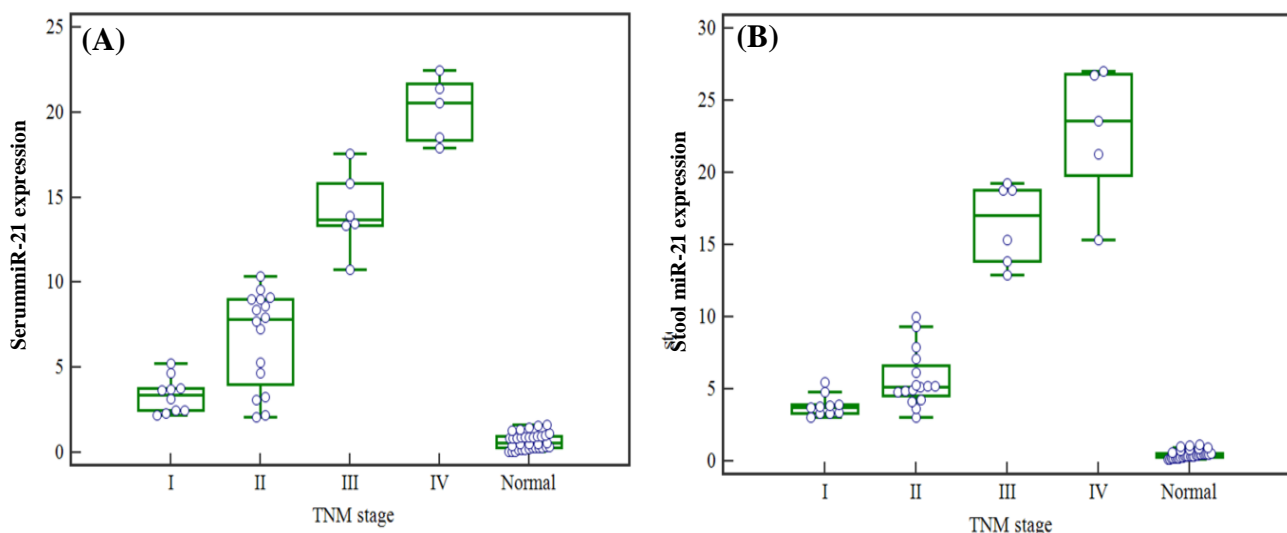 (A)
SerummiR-21 expression
25
20
15
10
5
0
I II III IV Normal
TNM stage
(B)
Stool miR-21 expression
30
25
20
15
10
5
0
I II III IV Normal
TNM stage